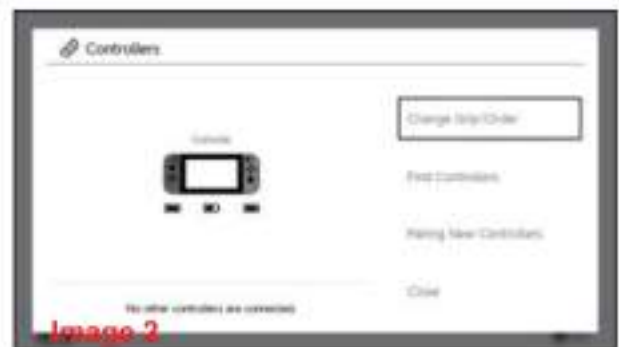 Controllers
Console
Change Grip/Order
Find Controllers
Pairing New Controllers
Close
No other controllers are connected.
Image 2